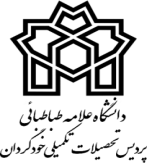 دانشگاه علامه طباطبائی
پردیس تحصیلات تکمیلی خودگردان